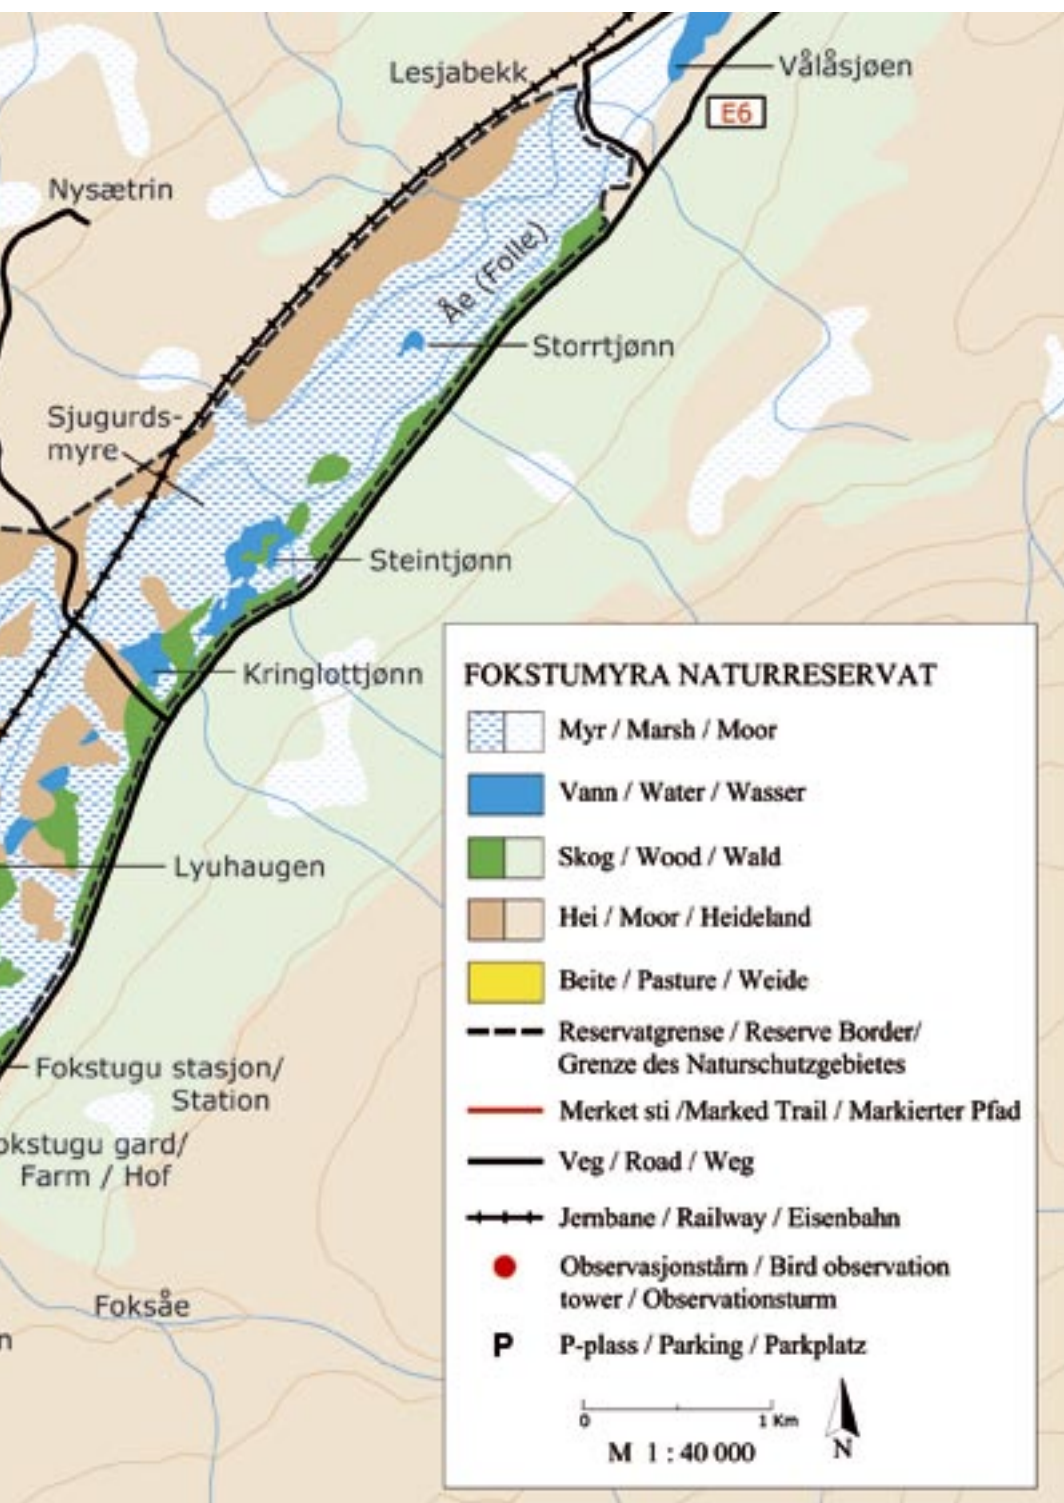 Lesjabekk
Vålåsjøen
E6
Nysætrin
Åe (Folle)
Storrtjønn
Sjugurds-
myre
Steintjønn
Kringlottjønn
Lyuhaugen
Fokstugu stasjon/
Station
okstugu gard/
Farm / Hof
Foksåe
n
FOKSTUMYRA NATURRESERVAT
Myr / Marsh / Moor
Vann / Water / Wasser
Skog / Wood / Wald
Hei / Moor / Heideland
Beite / Pasture / Weide
Reservatgrense / Reserve Border/
Grenze des Naturschutzgebietes
Merket sti /Marked Trail / Markierter Pfad
Veg / Road / Weg
Jernbane / Railway / Eisenbahn
Observasjonstårn / Bird observation
tower / Observationsturm
P P-plass / Parking / Parkplatz
0 1 Km
M 1 : 40 000
N